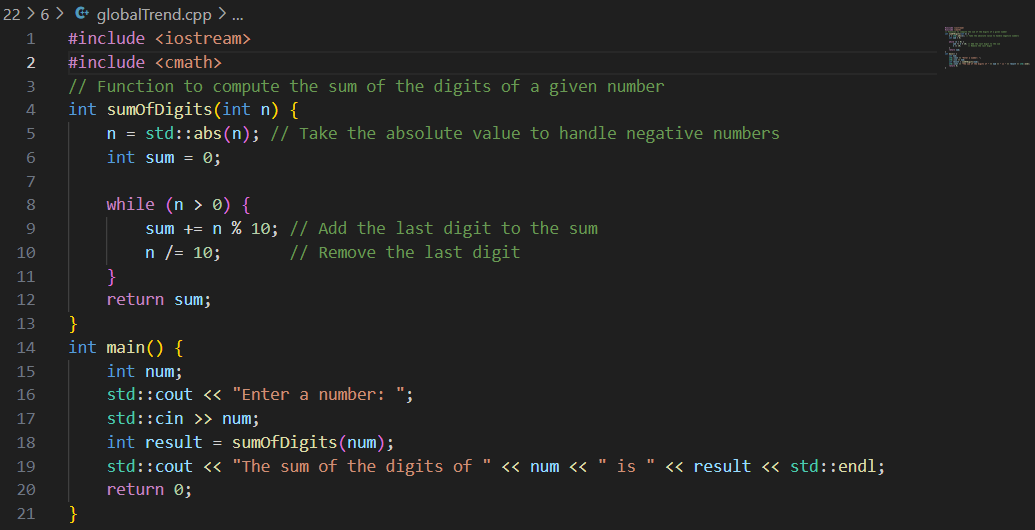 22 > 6 > globalTrend.cpp > ...
1 #include <iostream>
2 #include <cmath>
3 // Function to compute the sum of the digits of a given number
4 int sumOfDigits(int n) {
5     n = std::abs(n); // Take the absolute value to handle negative numbers
6     int sum = 0;
7
8     while (n > 0) {
9         sum += n % 10; // Add the last digit to the sum
10         n /= 10;       // Remove the last digit
11     }
12     return sum;
13 }
14 int main() {
15     int num;
16     std::cout << "Enter a number: ";
17     std::cin >> num;
18     int result = sumOfDigits(num);
19     std::cout << "The sum of the digits of " << num << " is " << result << std::endl;
20     return 0;
21 }